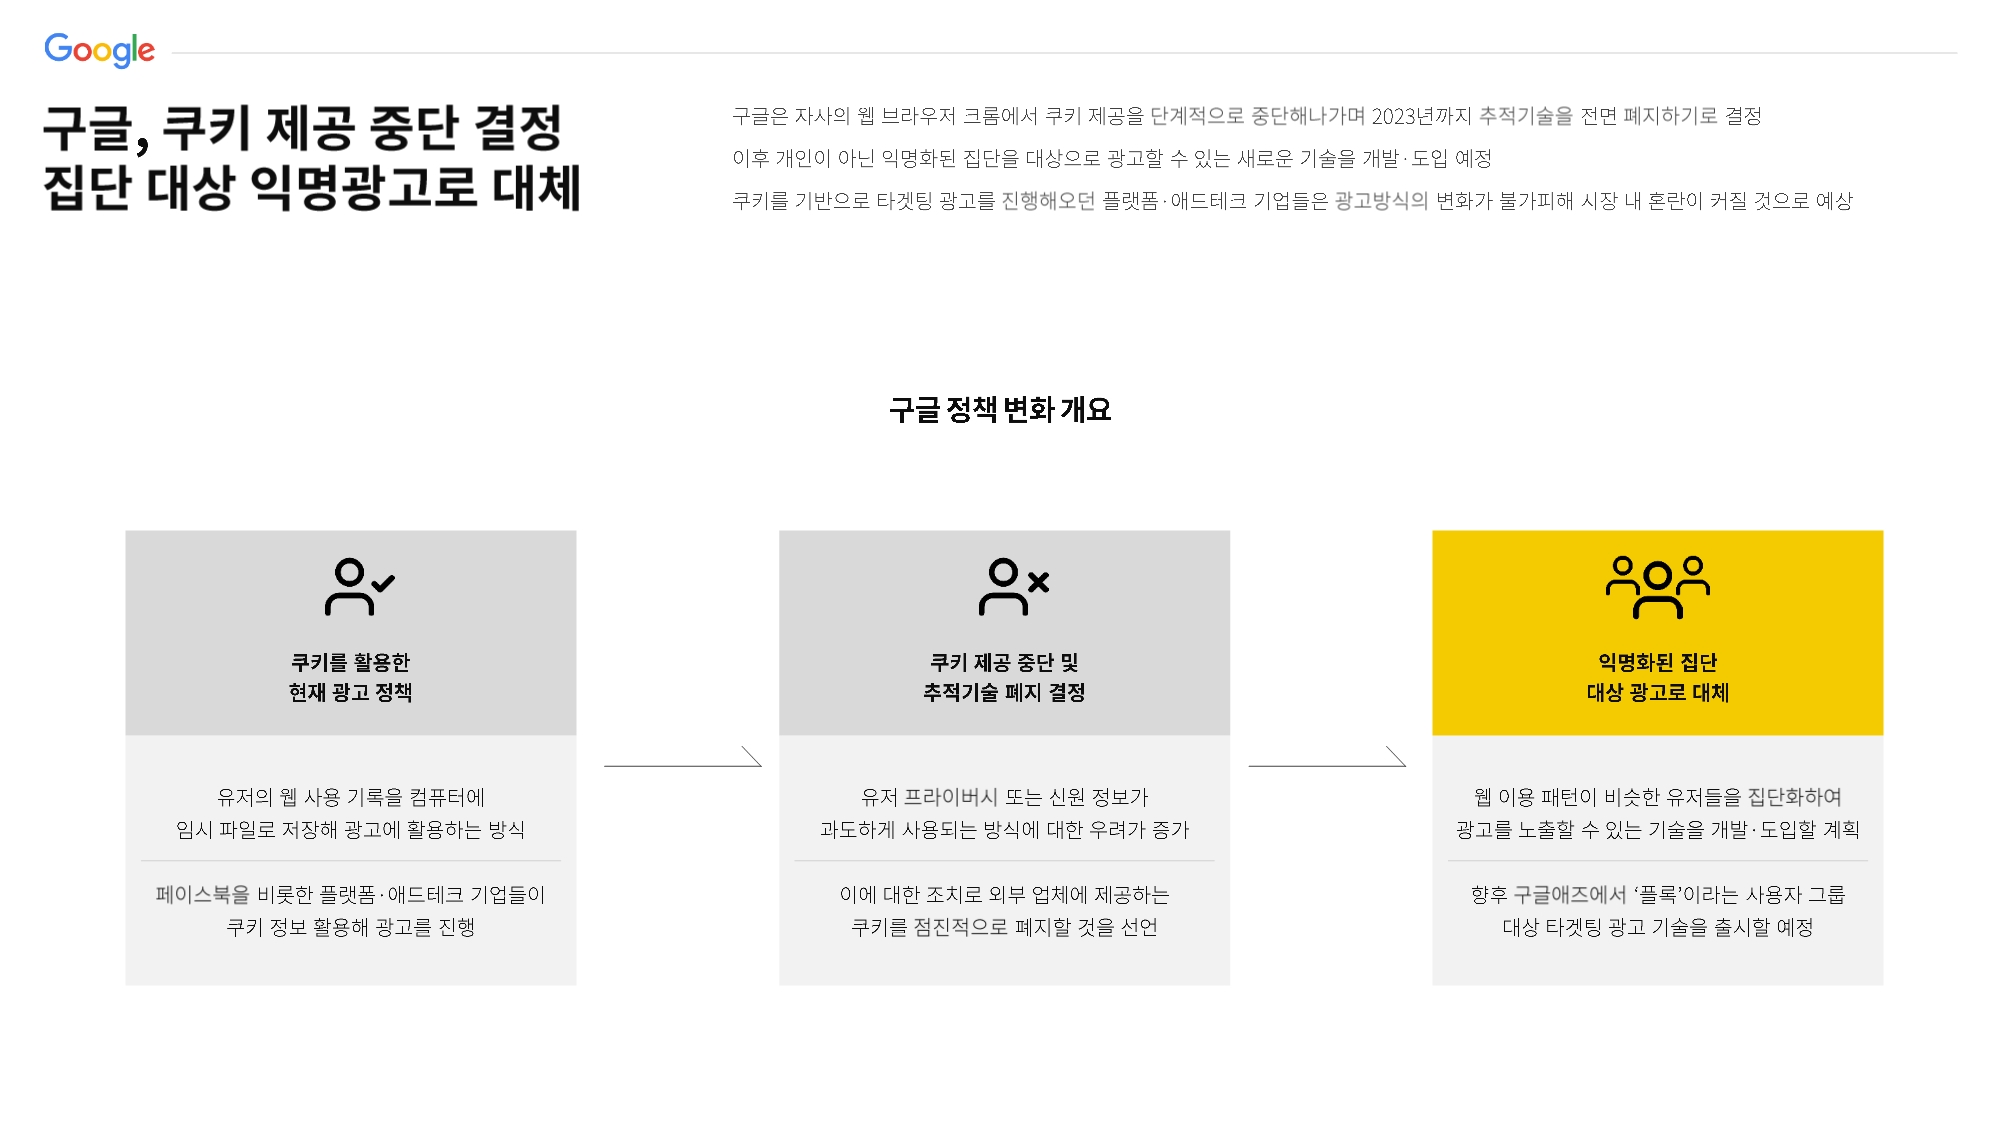 Google
구글, 쿠키 제공 중단 결정
집단 대상 익명광고로 대체
구글은 자사의 웹 브라우저 크롬에서 쿠키 제공을 단계적으로 중단해나가며 2023년까지 추적기술을 전면 폐지하기로 결정
이후 개인이 아닌 익명화된 집단을 대상으로 광고할 수 있는 새로운 기술을 개발·도입 예정
쿠키를 기반으로 타겟팅 광고를 진행해오던 플랫폼·애드테크 기업들은 광고방식의 변화가 불가피해 시장 내 혼란이 커질 것으로 예상
구글 정책 변화 개요
쿠키를 활용한
현재 광고 정책
유저의 웹 사용 기록을 컴퓨터에
임시 파일로 저장해 광고에 활용하는 방식
페이스북을 비롯한 플랫폼·애드테크 기업들이
쿠키 정보 활용해 광고를 진행
쿠키 제공 중단 및
추적기술 폐지 결정
유저 프라이버시 또는 신원 정보가
과도하게 사용되는 방식에 대한 우려가 증가
이에 대한 조치로 외부 업체에 제공하는
쿠키를 점진적으로 폐지할 것을 선언
익명화된 집단
대상 광고로 대체
웹 이용 패턴이 비슷한 유저들을 집단화하여
광고를 노출할 수 있는 기술을 개발·도입할 계획
향후 구글애즈에서 ‘플록’이라는 사용자 그룹
대상 타겟팅 광고 기술을 출시할 예정